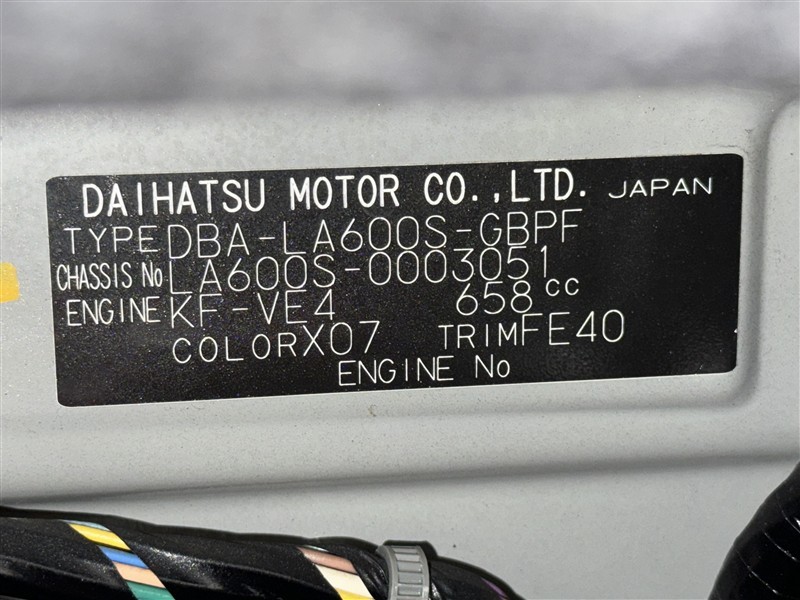 DAIHATSU MOTOR CO.,LTD. JAPAN
TYPE DBA-LA600S-GBPF
CHASSIS No LA600S-0003051
ENGINE KF-VE4 658 cc
COLOR X07 TRIM FE40
ENGINE No